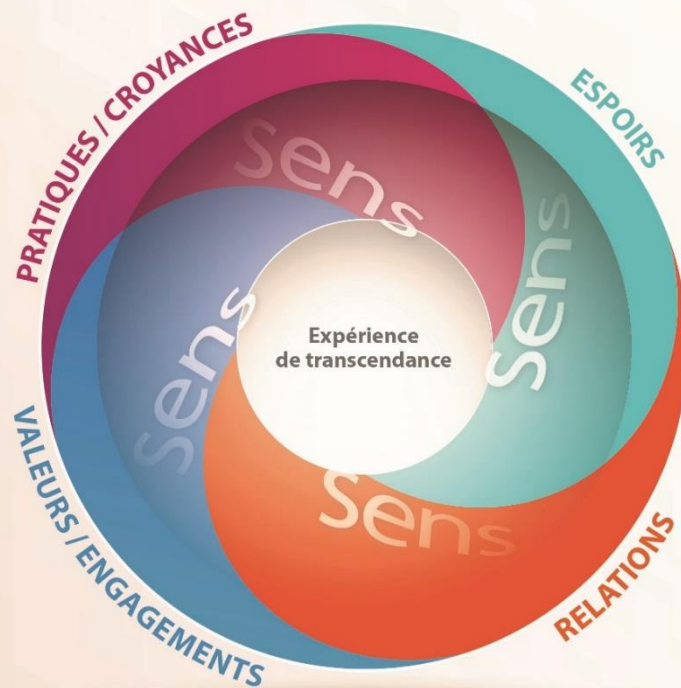 PRATIQUES / CROYANCES
ESPOIRS
Sens
Sens
Expérience
de transcendance
Sens
Sens
VALEURS / ENGAGEMENTS
RELATIONS